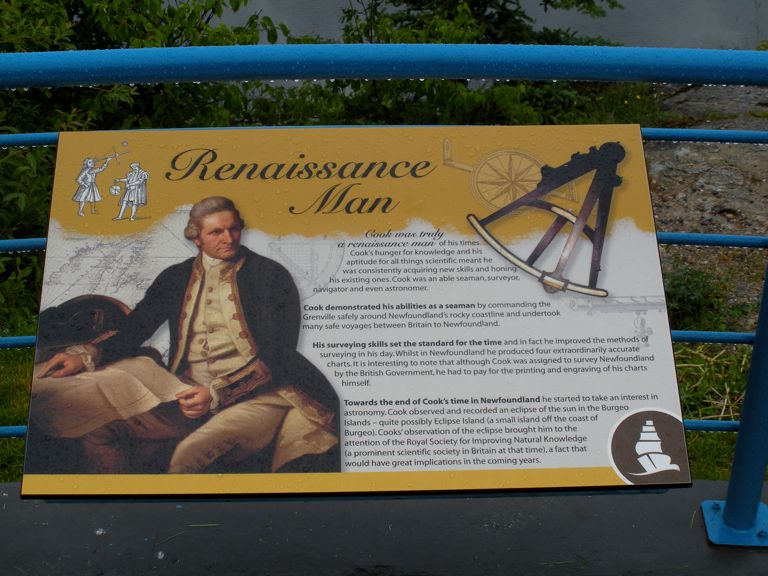 Renaissance
Man
Cook was truly
a renaissance man of his times.
Cook's hunger for knowledge and his
aptitude for all things scientific meant he
was consistently acquiring new skills and honing
his existing ones. Cook was an able seaman, surveyor,
navigator and even astronomer.
Cook demonstrated his abilities as a seaman by commanding the
Grenville safely around Newfoundland's rocky coastline and undertook
many safe voyages between Britain to Newfoundland.
His surveying skills set the standard for the time and in fact he improved the methods of
surveying in his day. Whilst in Newfoundland he produced four extraordinarily accurate
charts. It is interesting to note that although Cook was assigned to survey Newfoundland
by the British Government, he had to pay for the printing and engraving of his charts
himself.
Towards the end of Cook's time in Newfoundland he started to take an interest in
astronomy. Cook observed and recorded an eclipse of the sun in the Burgeo
Islands – quite possibly Eclipse Island (a small island off the coast of
Burgeo). Cooks' observation of the eclipse brought him to the
attention of the Royal Society for Improving Natural Knowledge
(a prominent scientific society in Britain at that time), a fact that
would have great implications in the coming years.